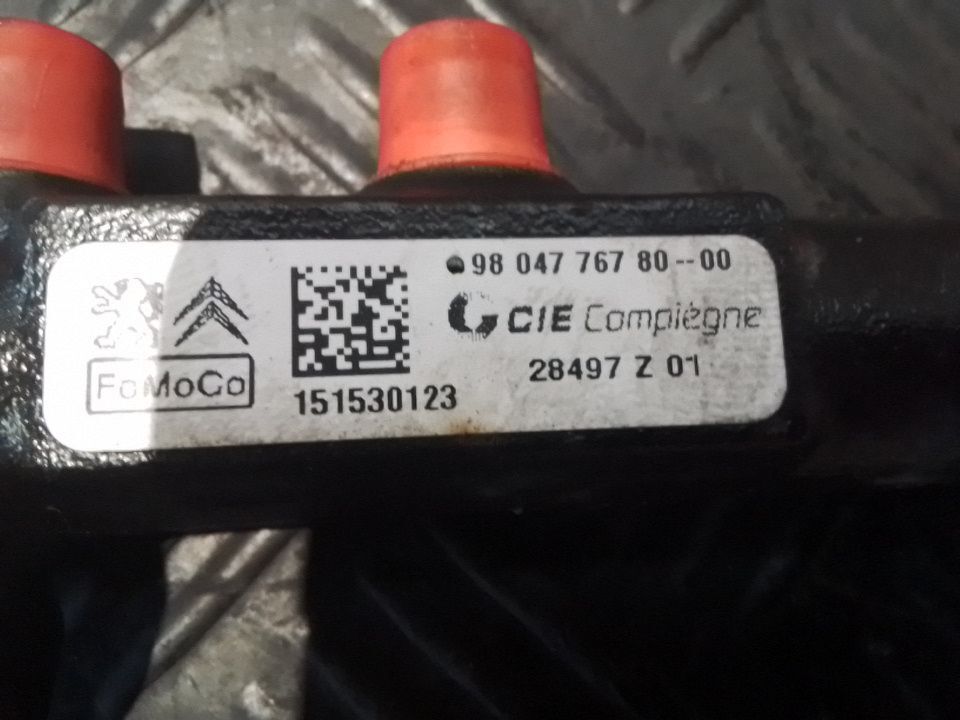 98 047 767 80--00
CIE Compiègne
28497 Z 01
FoMoCo
151530123